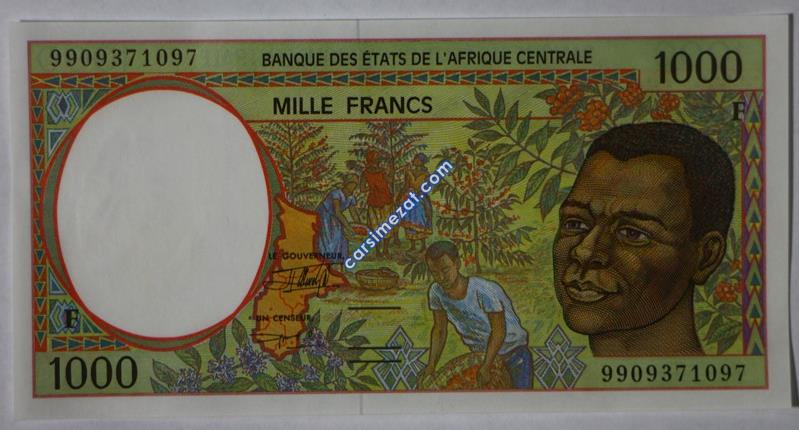 9909371097
BANQUE DES ÉTATS DE L'AFRIQUE CENTRALE
1000
MILLE FRANCS
F
carsimezat.com
LE GOUVERNEUR,
F
UN CENSEUR,
1000
9909371097